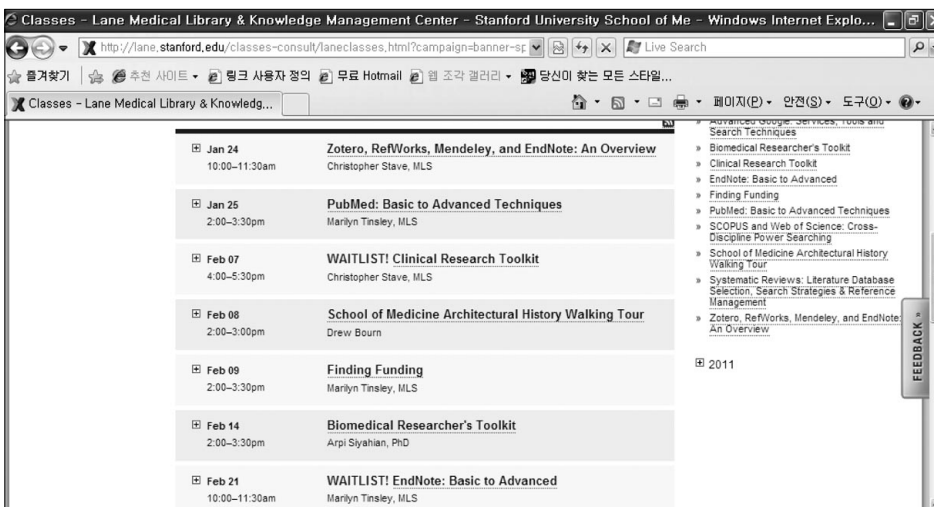 Classes - Lane Medical Library & Knowledge Management Center - Stanford University School of Me - Windows Internet Explo...
http://lane.stanford.edu/classes-consult/laneclasses.html?campaign=banner-sp
Live Search
즐겨찾기 추천 사이트 링크 사용자 정의 무료 Hotmail 웹 조각 갤러리 당신이 찾는 모든 스타일...
Classes - Lane Medical Library & Knowledg...
페이지(P) 안전(S) 도구(O)
Jan 24 Zotero, RefWorks, Mendeley, and EndNote: An Overview
10:00–11:30am Christopher Stave, MLS
Jan 25 PubMed: Basic to Advanced Techniques
2:00–3:30pm Marilyn Tinsley, MLS
Feb 07 WAITLIST! Clinical Research Toolkit
4:00–5:30pm Christopher Stave, MLS
Feb 08 School of Medicine Architectural History Walking Tour
2:00–3:00pm Drew Bourn
Feb 09 Finding Funding
2:00–3:30pm Marilyn Tinsley, MLS
Feb 14 Biomedical Researcher's Toolkit
2:00–3:30pm Arpi Siyahian, PhD
Feb 21 WAITLIST! EndNote: Basic to Advanced
10:00–11:30am Marilyn Tinsley, MLS
Advanced Google: Services, Tools and
Search Techniques
» Biomedical Researcher's Toolkit
» Clinical Research Toolkit
» EndNote: Basic to Advanced
» Finding Funding
» PubMed: Basic to Advanced Techniques
» SCOPUS and Web of Science: Cross-
Discipline Power Searching
» School of Medicine Architectural History
Walking Tour
» Systematic Reviews: Literature Database
Selection, Search Strategies & Reference
Management
» Zotero, RefWorks, Mendeley, and EndNote:
An Overview
2011
FEEDBACK »